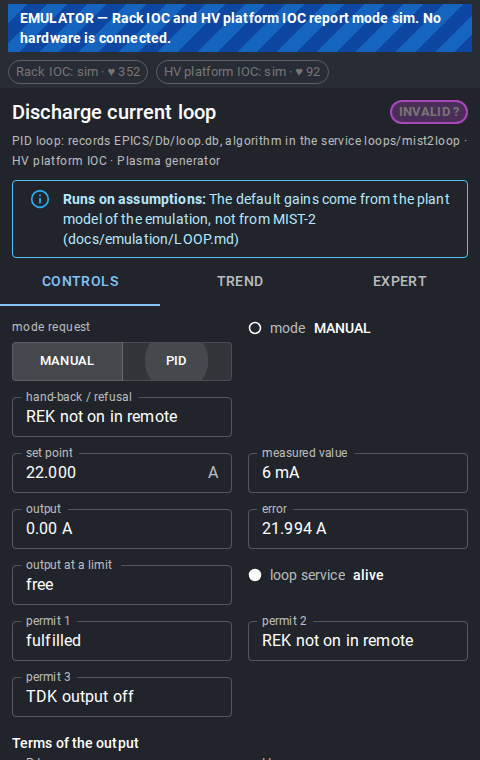 EMULATOR — Rack IOC and HV platform IOC report mode sim. No
hardware is connected.
Rack IOC: sim · ♥ 352
HV platform IOC: sim · ♥ 92
Discharge current loop
INVALID ?
PID loop: records EPICS/Db/loop.db, algorithm in the service loops/mist2loop ·
HV platform IOC · Plasma generator
Runs on assumptions: The default gains come from the plant
model of the emulation, not from MIST-2
(docs/emulation/LOOP.md)
CONTROLS
TREND
EXPERT
mode request
mode MANUAL
MANUAL
PID
hand-back / refusal
REK not on in remote
set point
22.000 A
measured value
6 mA
output
0.00 A
error
21.994 A
output at a limit
free
loop service alive
permit 1
fulfilled
permit 2
REK not on in remote
permit 3
TDK output off
Terms of the output